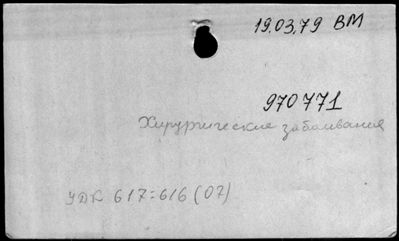 19.03.79 ВМ
970771
Хирургические заболевания
УДК 617:616 (07)